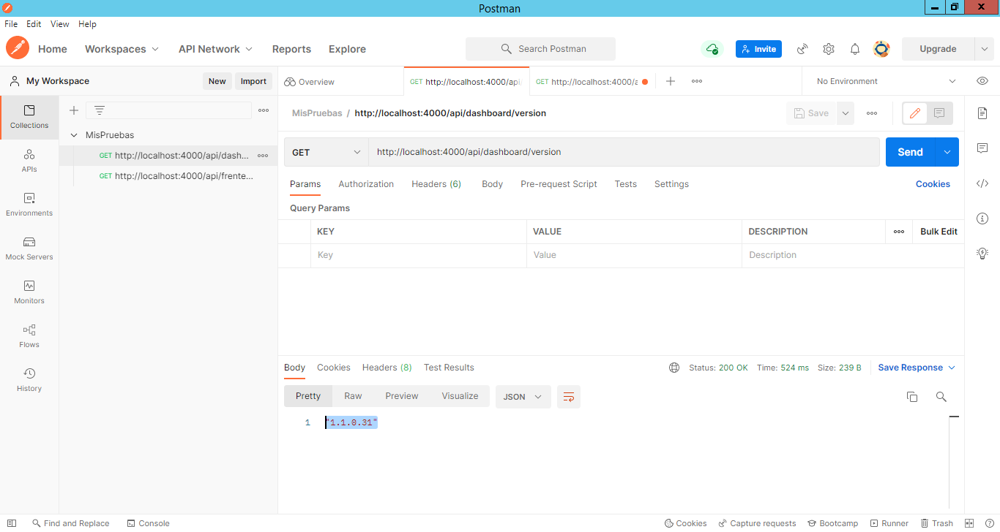 Postman
File Edit View Help
Home Workspaces API Network Reports Explore Search Postman Invite Upgrade
My Workspace New Import
Overview GET http://localhost:4000/api. GET http://localhost:4000/a No Environment
Collections
APIs
Environments
Mock Servers
Monitors
Flows
History
MisPruebas
GET http://localhost:4000/api/dash...
GET http://localhost:4000/api/frente...
MisPruebas / http://localhost:4000/api/dashboard/version Save
GET http://localhost:4000/api/dashboard/version Send
Params Authorization Headers (6) Body Pre-request Script Tests Settings Cookies
Query Params
KEY VALUE DESCRIPTION Bulk Edit
Key Value Description
Body Cookies Headers (8) Test Results Status: 200 OK Time: 524 ms Size: 239 B Save Response
Pretty Raw Preview Visualize JSON
1 "1.1.0.31"
Find and Replace Console Cookies Capture requests Bootcamp Runner Trash